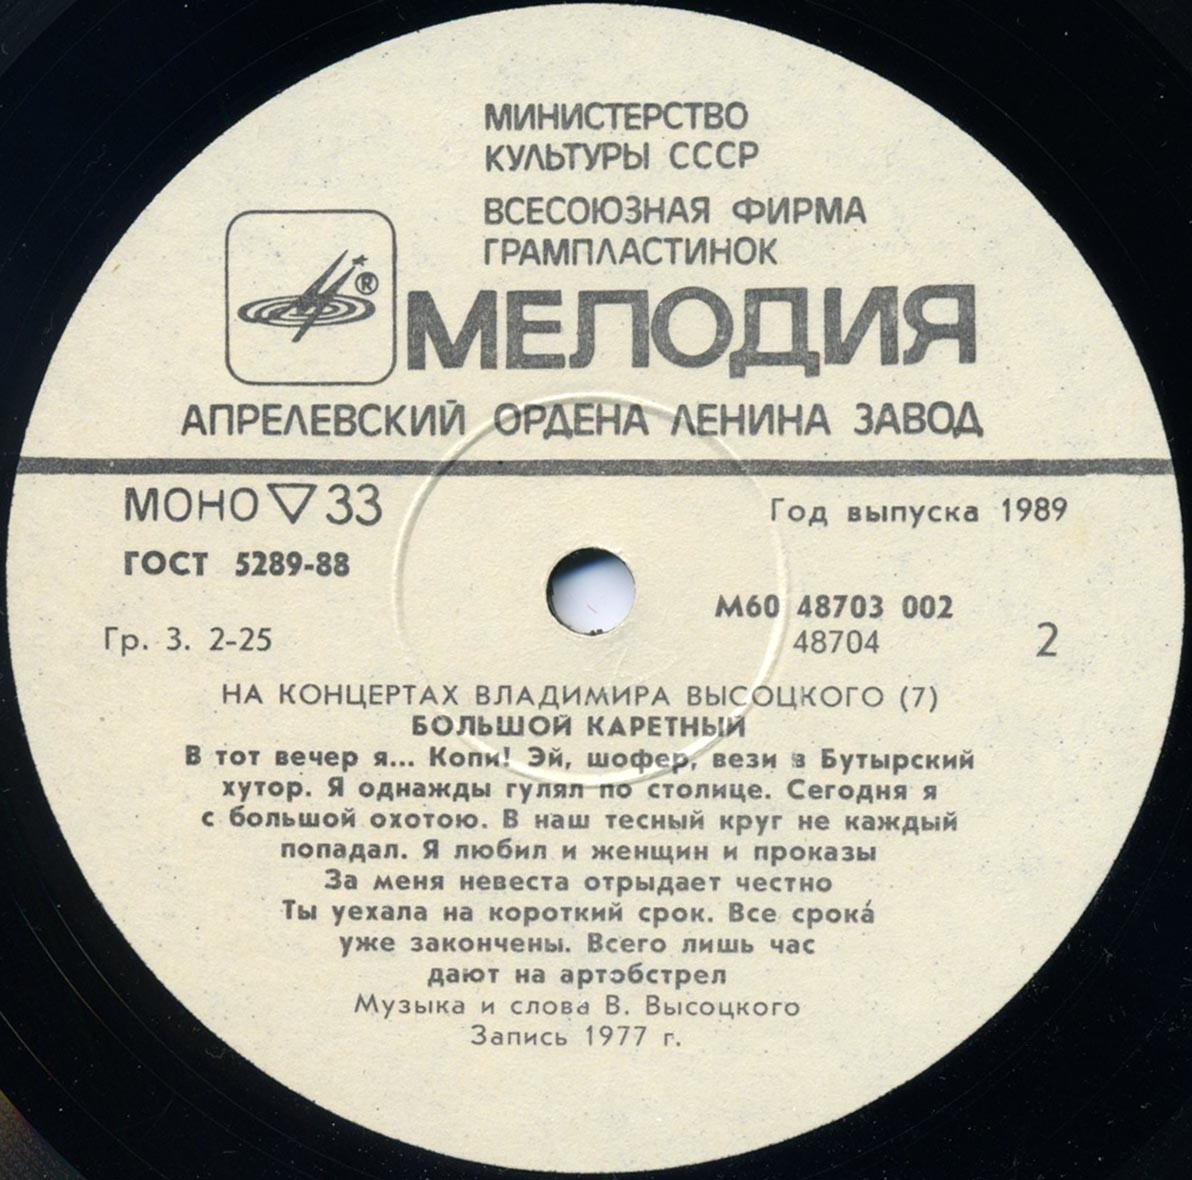 МИНИСТЕРСТВО
КУЛЬТУРЫ СССР
ВСЕСОЮЗНАЯ ФИРМА
ГРАМПЛАСТИНОК
®
МЕЛОДИЯ
АПРЕЛЕВСКИЙ ОРДЕНА ЛЕНИНА ЗАВОД
МОНО ▽ 33
Год выпуска 1989
ГОСТ 5289-88
М60 48703 002
Гр. 3. 2-25
48704
2
НА КОНЦЕРТАХ ВЛАДИМИРА ВЫСОЦКОГО (7)
БОЛЬШОЙ КАРЕТНЫЙ
В тот вечер я... Копи! Эй, шофер, вези в Бутырский
хутор. Я однажды гулял по столице. Сегодня я
с большой охотою. В наш тесный круг не каждый
попадал. Я любил и женщин и проказы
За меня невеста отрыдает честно
Ты уехала на короткий срок. Все срока́
уже закончены. Всего лишь час
дают на артобстрел
Музыка и слова В. Высоцкого
Запись 1977 г.